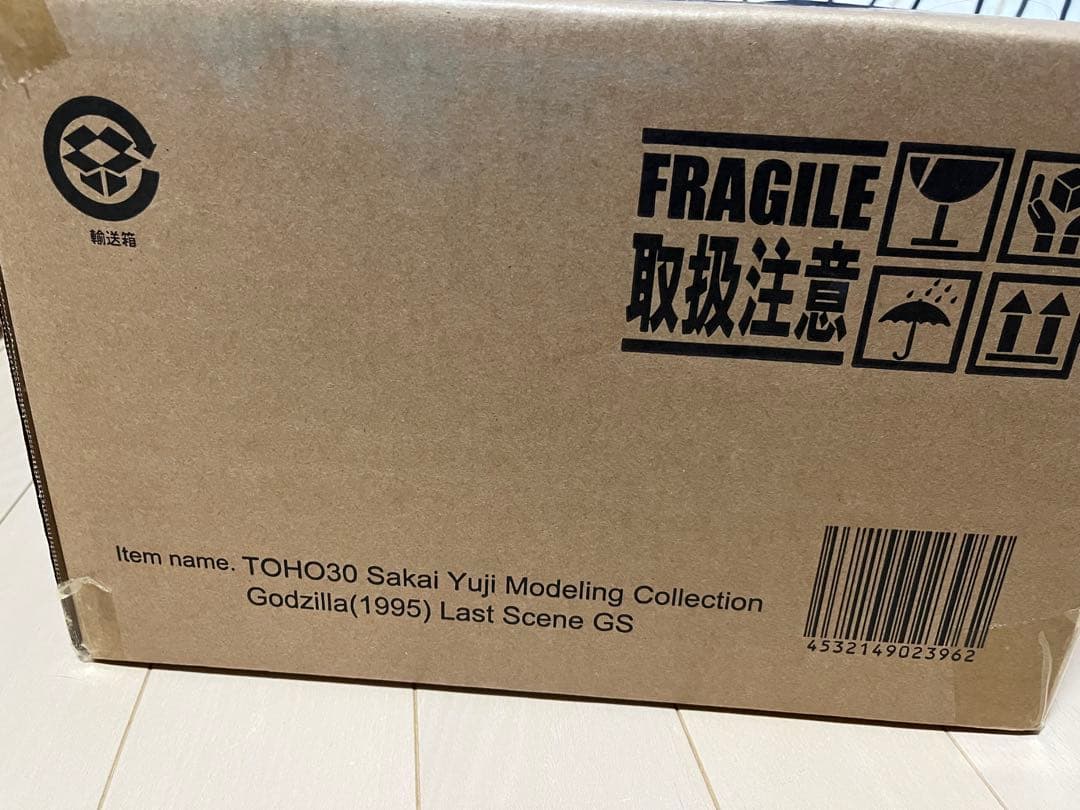 輸送箱
FRAGILE
取扱注意
Item name. TOHO30 Sakai Yuji Modeling Collection
Godzilla(1995) Last Scene GS
4532149023962